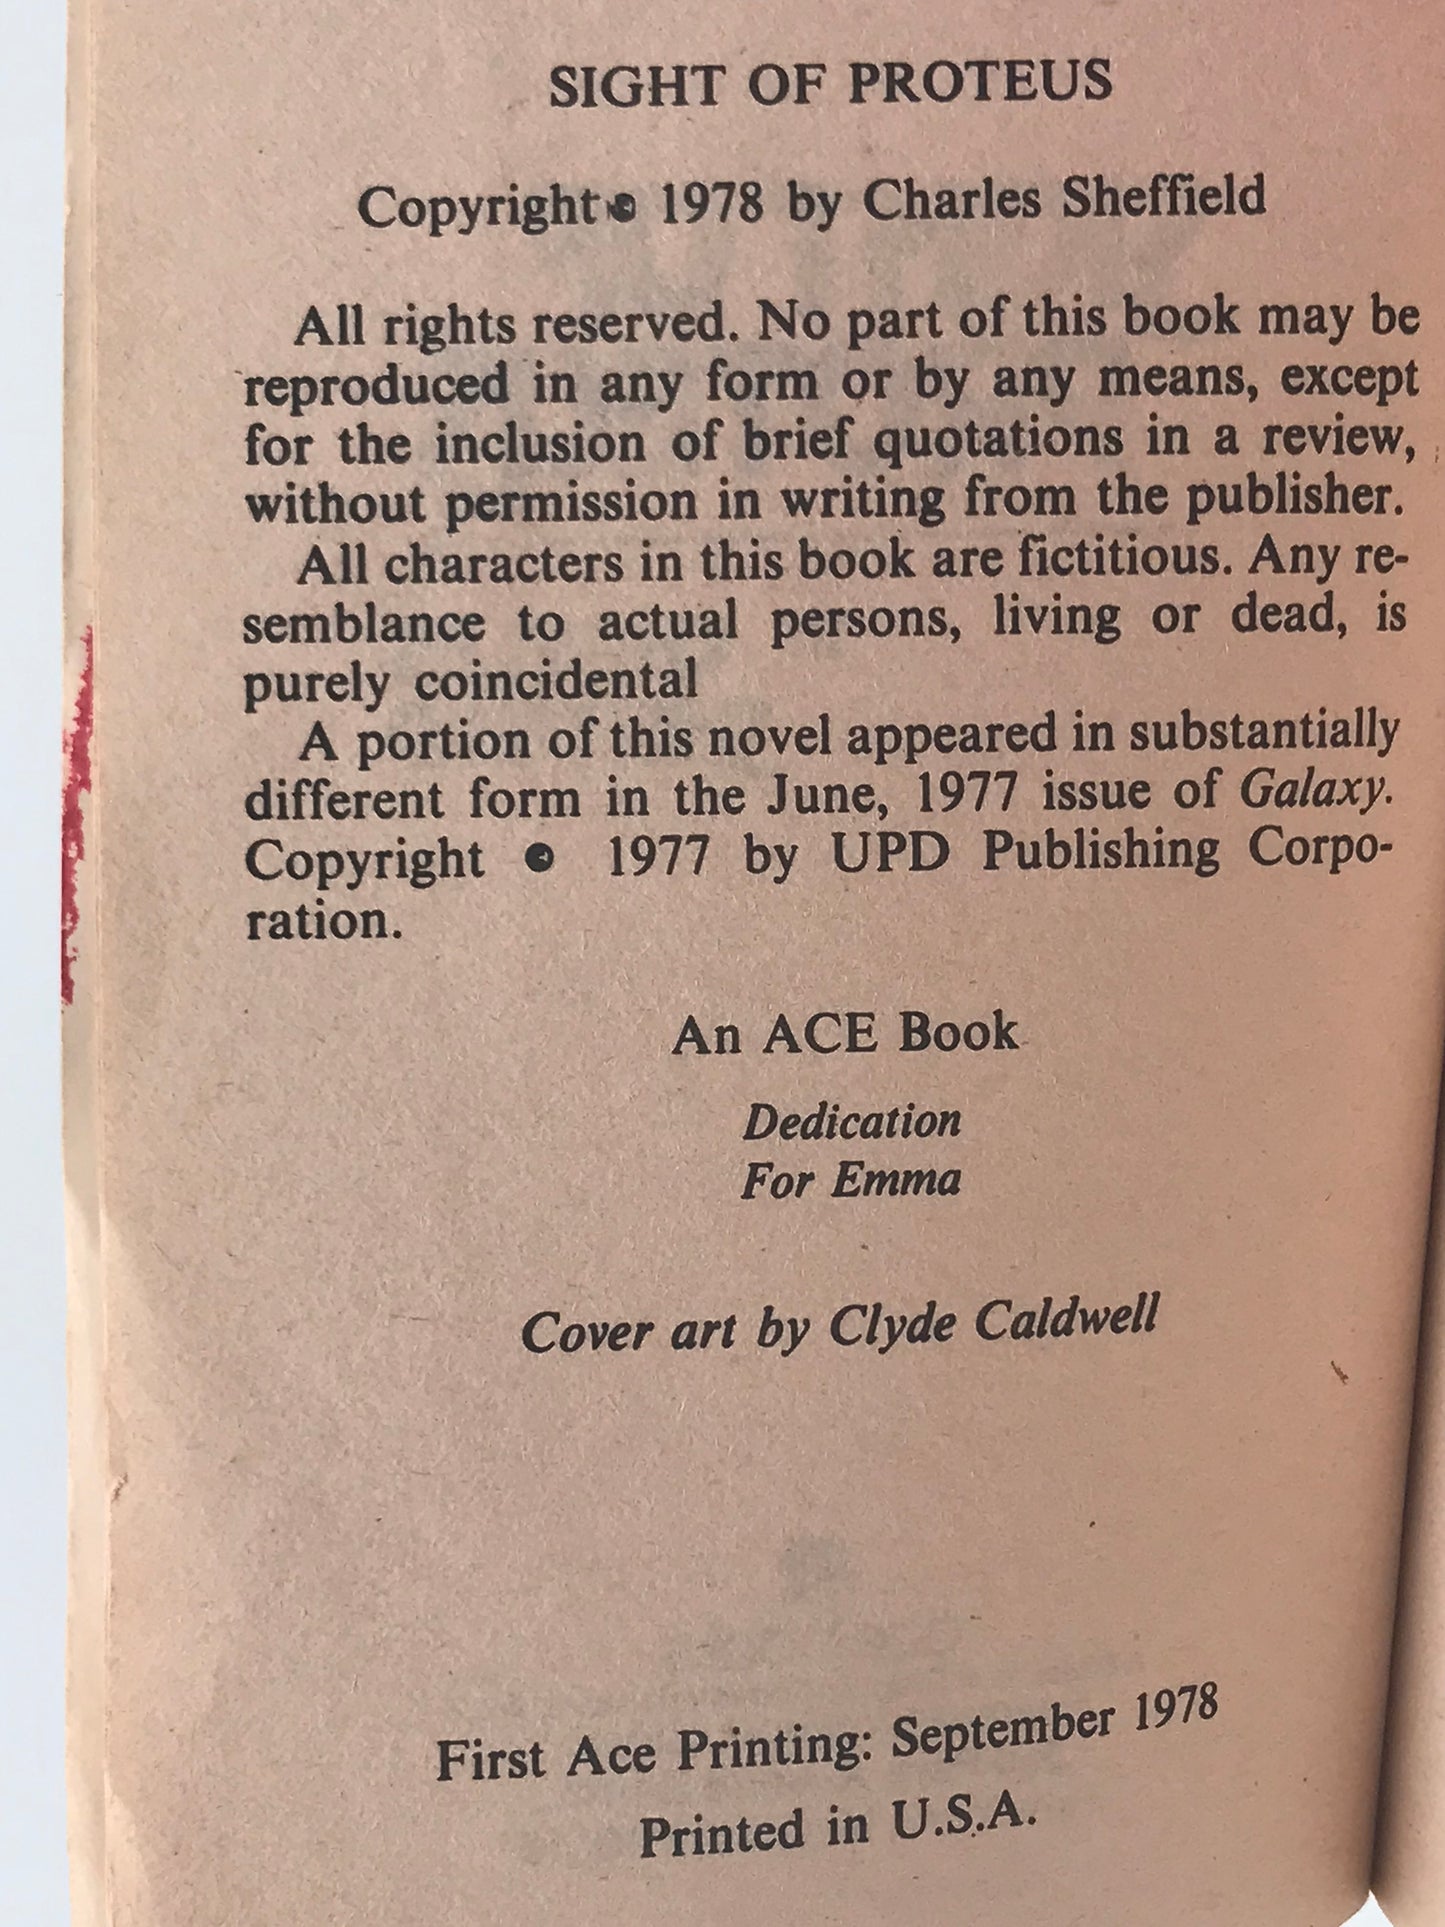 SIGHT OF PROTEUS
Copyright © 1978 by Charles Sheffield
All rights reserved. No part of this book may be
reproduced in any form or by any means, except
for the inclusion of brief quotations in a review,
without permission in writing from the publisher.
All characters in this book are fictitious. Any re-
semblance to actual persons, living or dead, is
purely coincidental
A portion of this novel appeared in substantially
different form in the June, 1977 issue of Galaxy.
Copyright © 1977 by UPD Publishing Corpo-
ration.
An ACE Book
Dedication
For Emma
Cover art by Clyde Caldwell
First Ace Printing: September 1978
Printed in U.S.A.